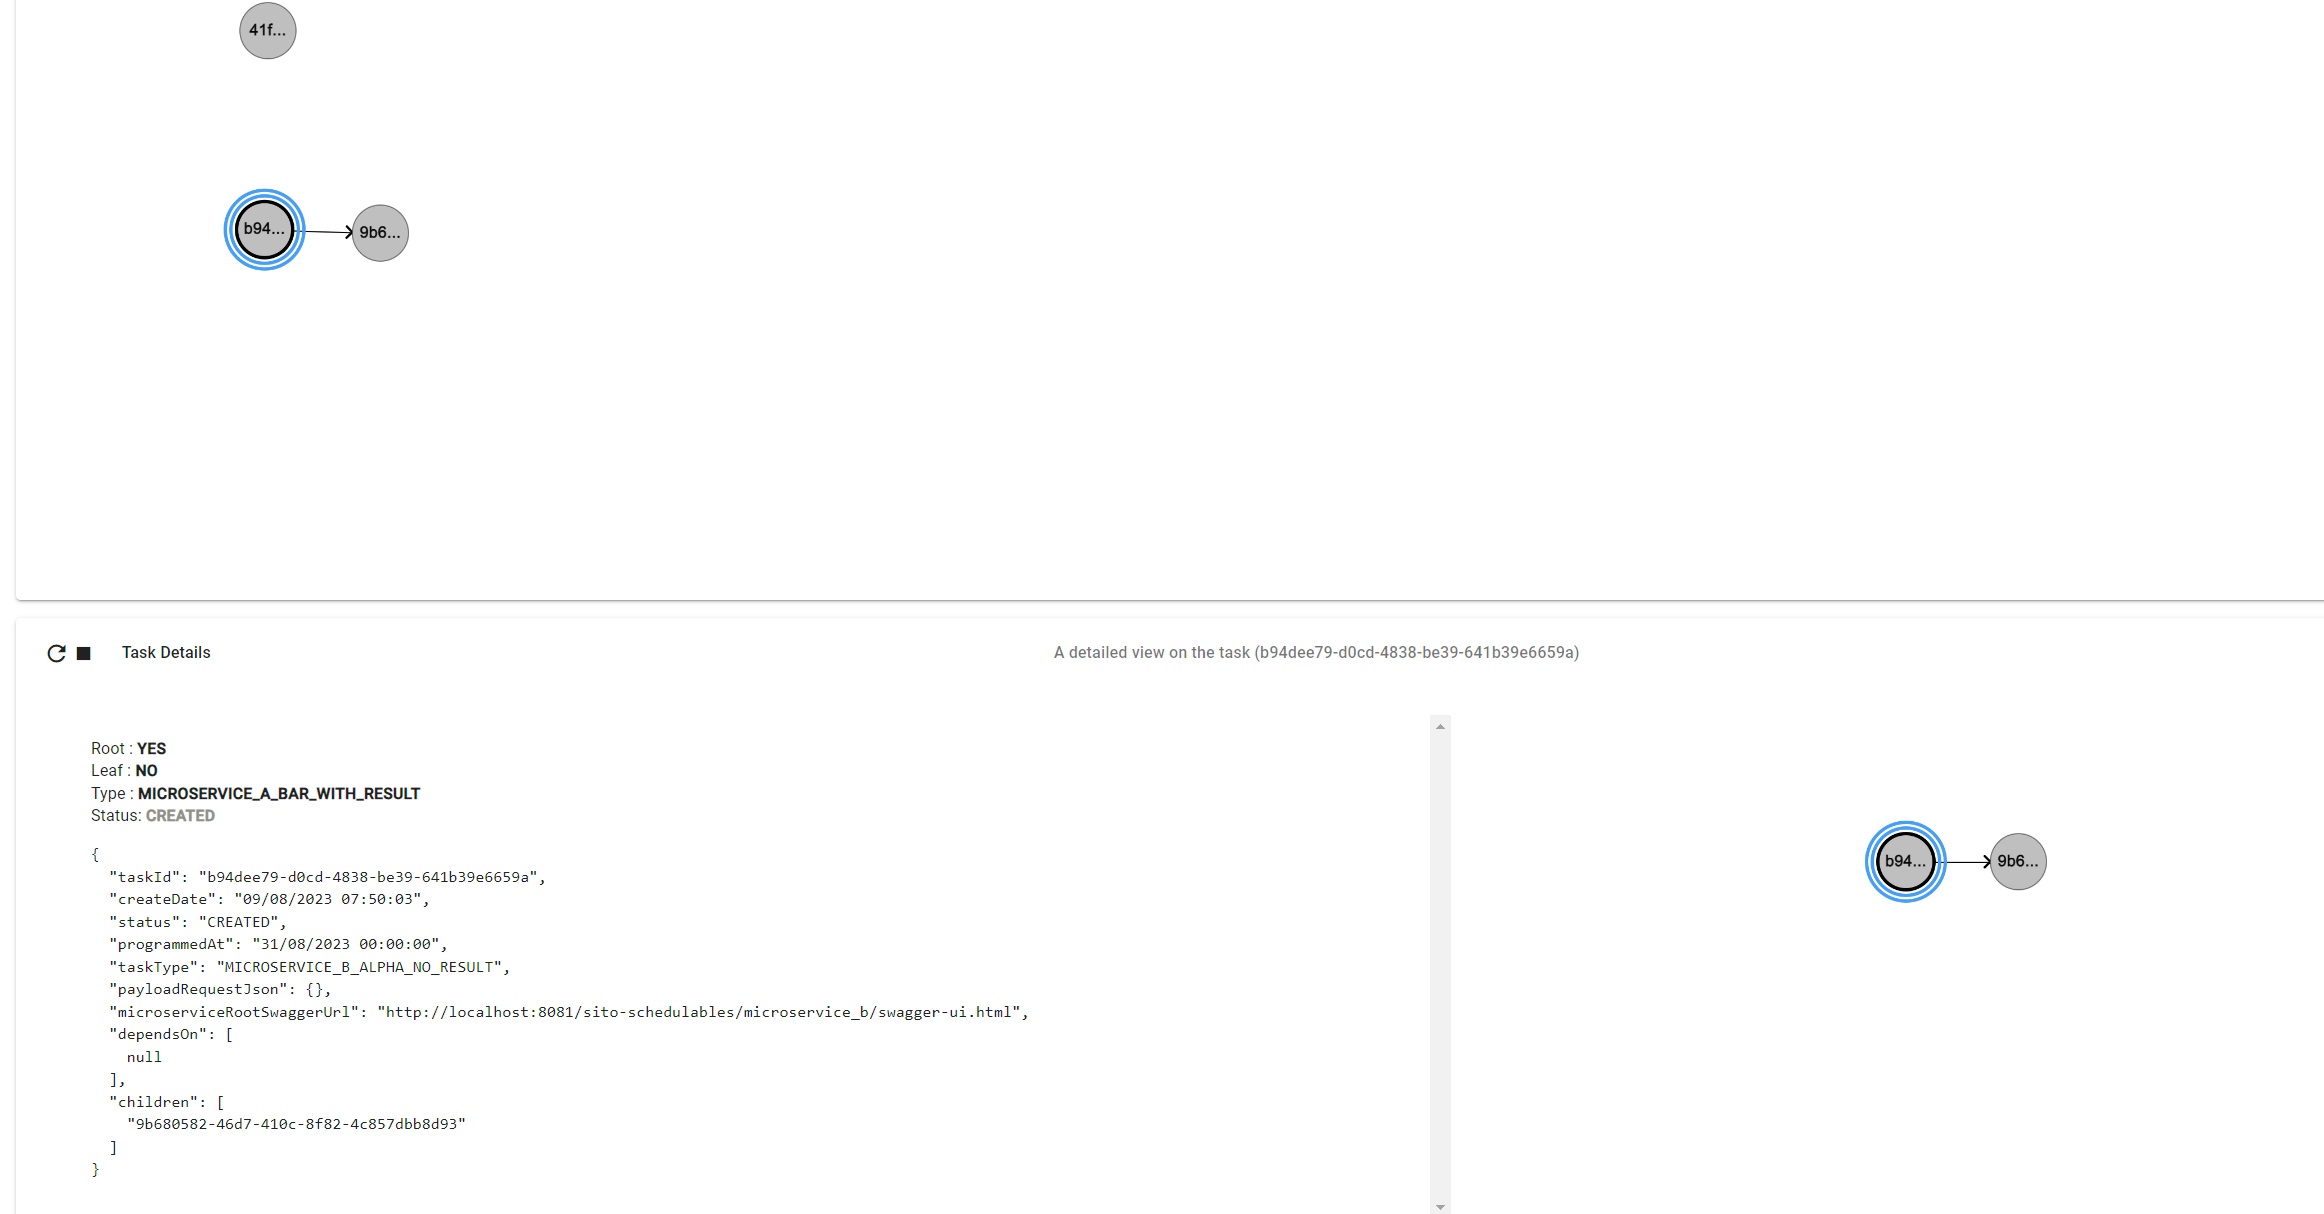 41f...
b94...
9b6...
Task Details
A detailed view on the task (b94dee79-d0cd-4838-be39-641b39e6659a)
Root : YES
Leaf : NO
Type : MICROSERVICE_A_BAR_WITH_RESULT
Status: CREATED
{
"taskId": "b94dee79-d0cd-4838-be39-641b39e6659a",
"createDate": "09/08/2023 07:50:03",
"status": "CREATED",
"programmedAt": "31/08/2023 00:00:00",
"taskType": "MICROSERVICE_B_ALPHA_NO_RESULT",
"payloadRequestJson": {},
"microserviceRootSwaggerUrl": "http://localhost:8081/sito-schedulables/microservice_b/swagger-ui.html",
"dependsOn": [
null
],
"children": [
"9b680582-46d7-410c-8f82-4c857dbb8d93"
]
}
b94...
9b6...